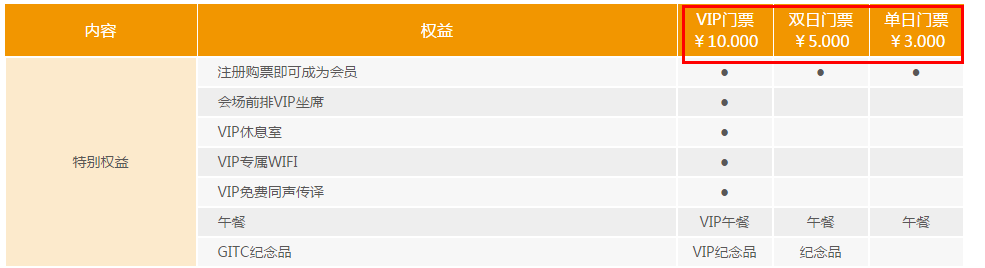 内容 权益 VIP门票 双日门票 单日门票
￥10.000 ￥5.000 ￥3.000
注册购票即可成为会员 ● ● ●
会场前排VIP坐席 ●
VIP休息室 ●
特别权益 VIP专属WIFI ●
VIP免费同声传译 ●
午餐 VIP午餐 午餐 午餐
GITC纪念品 VIP纪念品 纪念品